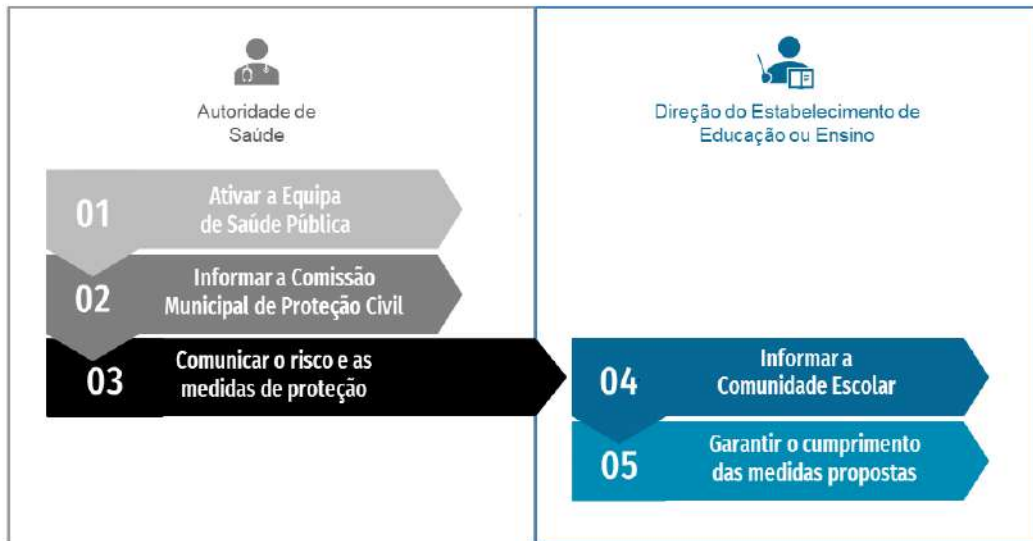 Autoridade de
Saúde
Direção do Estabelecimento de
Educação ou Ensino
01
Ativar a Equipa
de Saúde Pública
02
Informar a Comissão
Municipal de Proteção Civil
03
Comunicar o risco e as
medidas de proteção
04
Informar a
Comunidade Escolar
05
Garantir o cumprimento
das medidas propostas